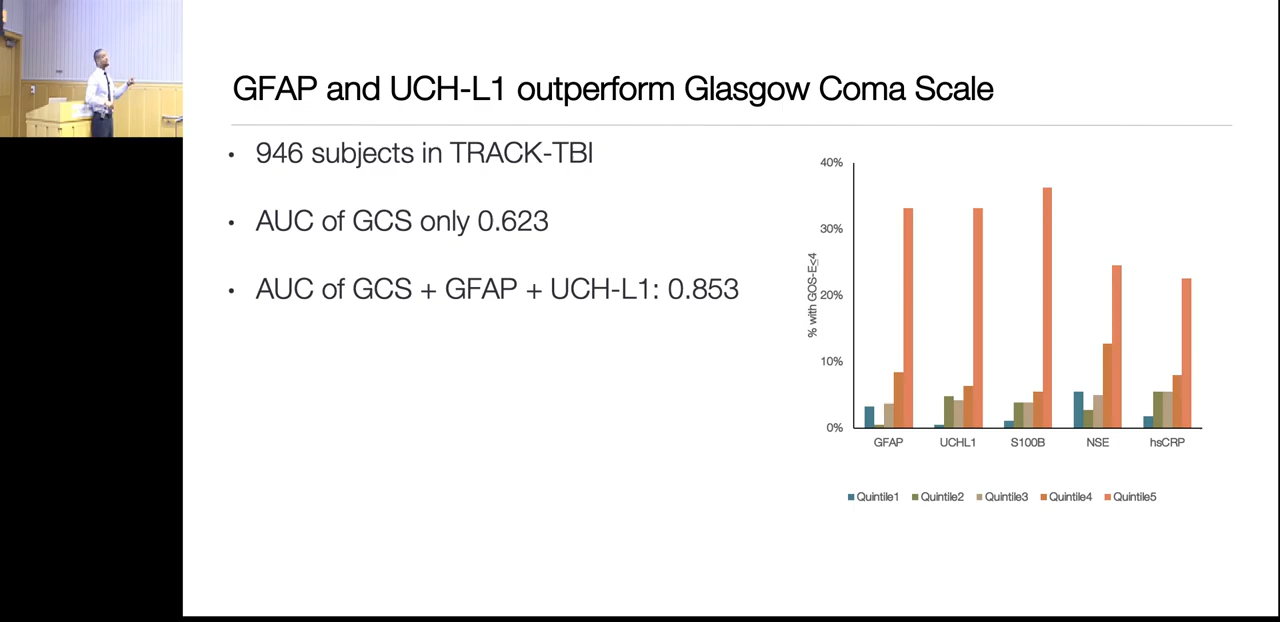 GFAP and UCH-L1 outperform Glasgow Coma Scale
• 946 subjects in TRACK-TBI
• AUC of GCS only 0.623
• AUC of GCS + GFAP + UCH-L1: 0.853
% with GOS-E≤4
40%
30%
20%
10%
0%
GFAP UCHL1 S100B NSE hsCRP
Quintile1 Quintile2 Quintile3 Quintile4 Quintile5